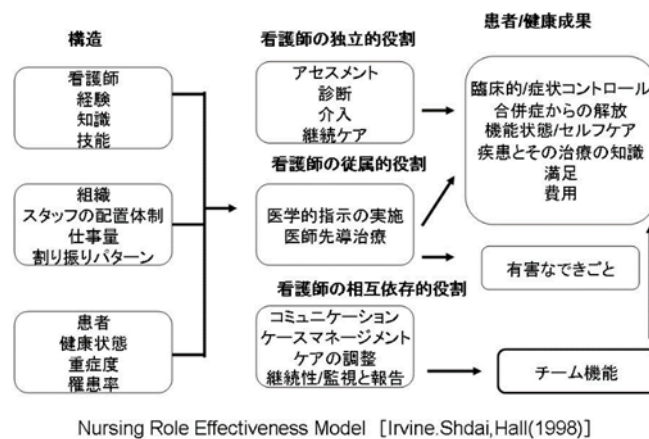 構造
看護師
経験
知識
技能
組織
スタッフの配置体制
仕事量
割り振りパターン
患者
健康状態
重症度
罹患率
看護師の独立的役割
アセスメント
診断
介入
継続ケア
看護師の従属的役割
医学的指示の実施
医師先導治療
看護師の相互依存的役割
コミュニケーション
ケースマネージメント
ケアの調整
継続性/監視と報告
患者/健康成果
臨床的/症状コントロール
合併症からの解放
機能状態/セルフケア
疾患とその治療の知識
満足
費用
有害なできごと
チーム機能
Nursing Role Effectiveness Model [Irvine.Shdai,Hall(1998)]